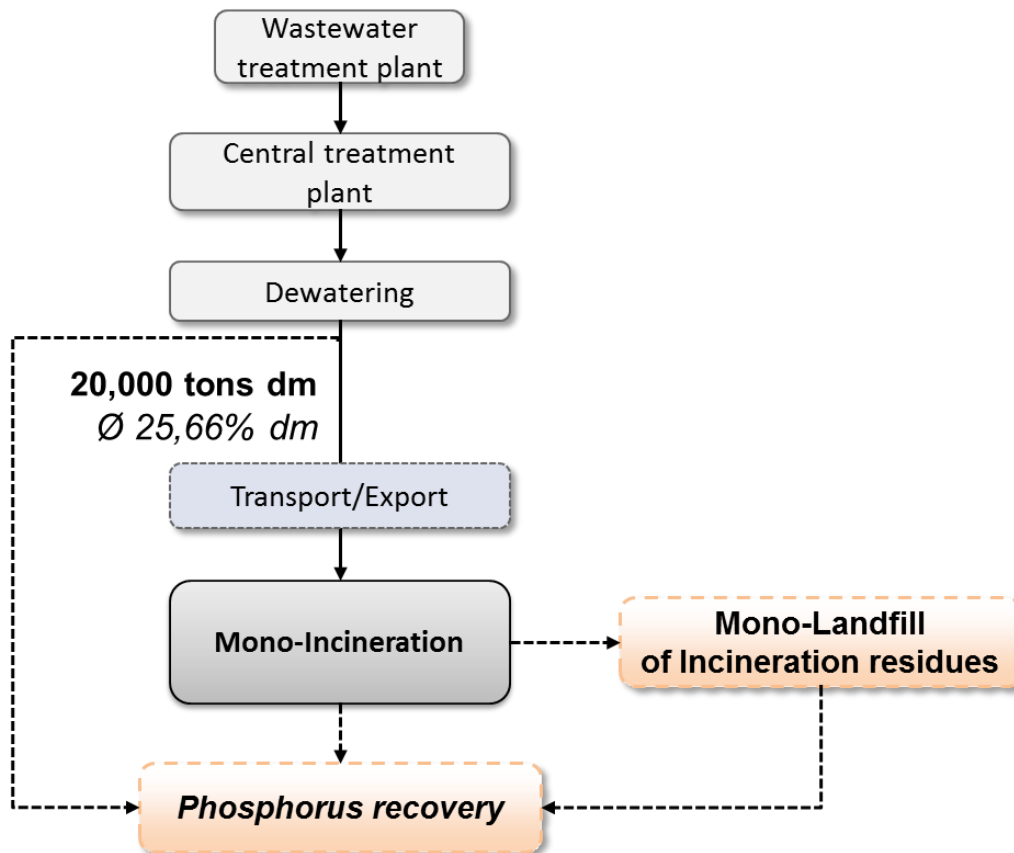 Wastewater
treatment plant
Central treatment
plant
Dewatering
20,000 tons dm
Ø 25,66% dm
Transport/Export
Mono-Incineration
Mono-Landfill
of Incineration residues
Phosphorus recovery